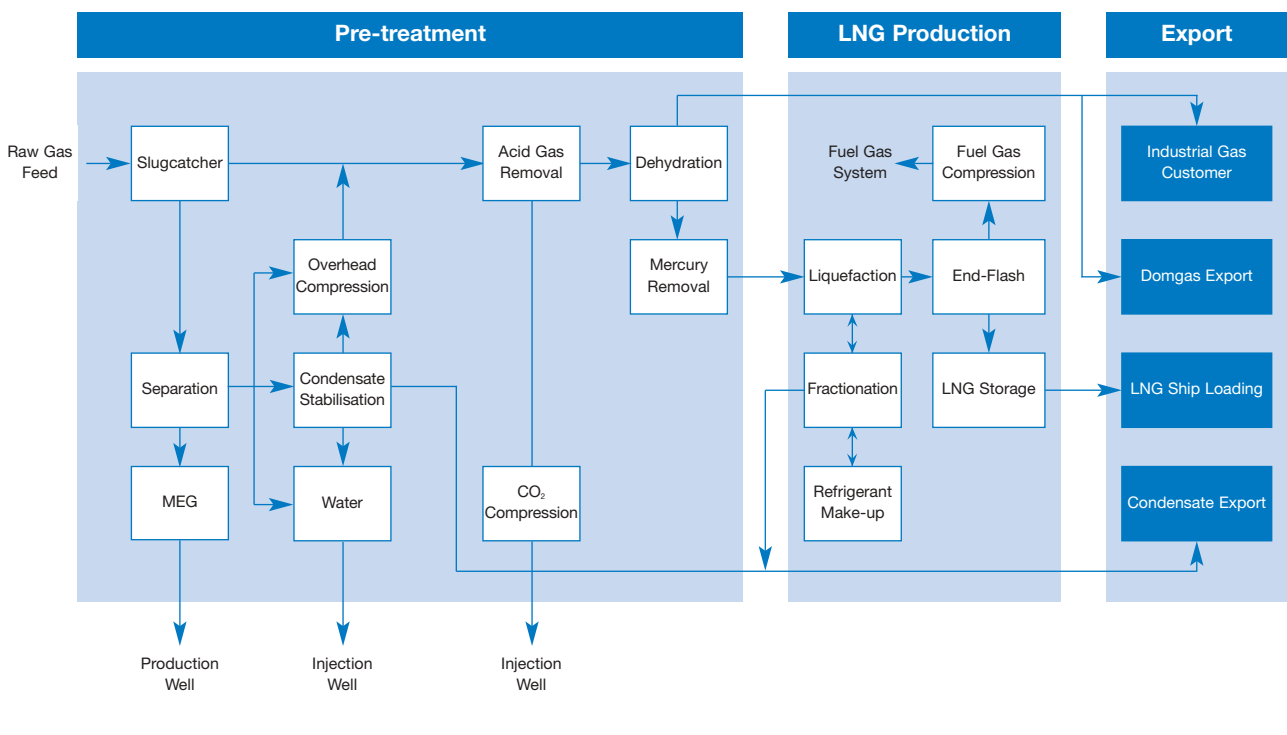 Pre-treatment
LNG Production
Export
Raw Gas
Feed
Slugcatcher
Acid Gas
Removal
Dehydration
Fuel Gas
System
Fuel Gas
Compression
Industrial Gas
Customer
Overhead
Compression
Mercury
Removal
Liquefaction
End-Flash
Domgas Export
Separation
Condensate
Stabilisation
Fractionation
LNG Storage
LNG Ship Loading
MEG
Water
CO₂
Compression
Refrigerant
Make-up
Condensate Export
Production
Well
Injection
Well
Injection
Well